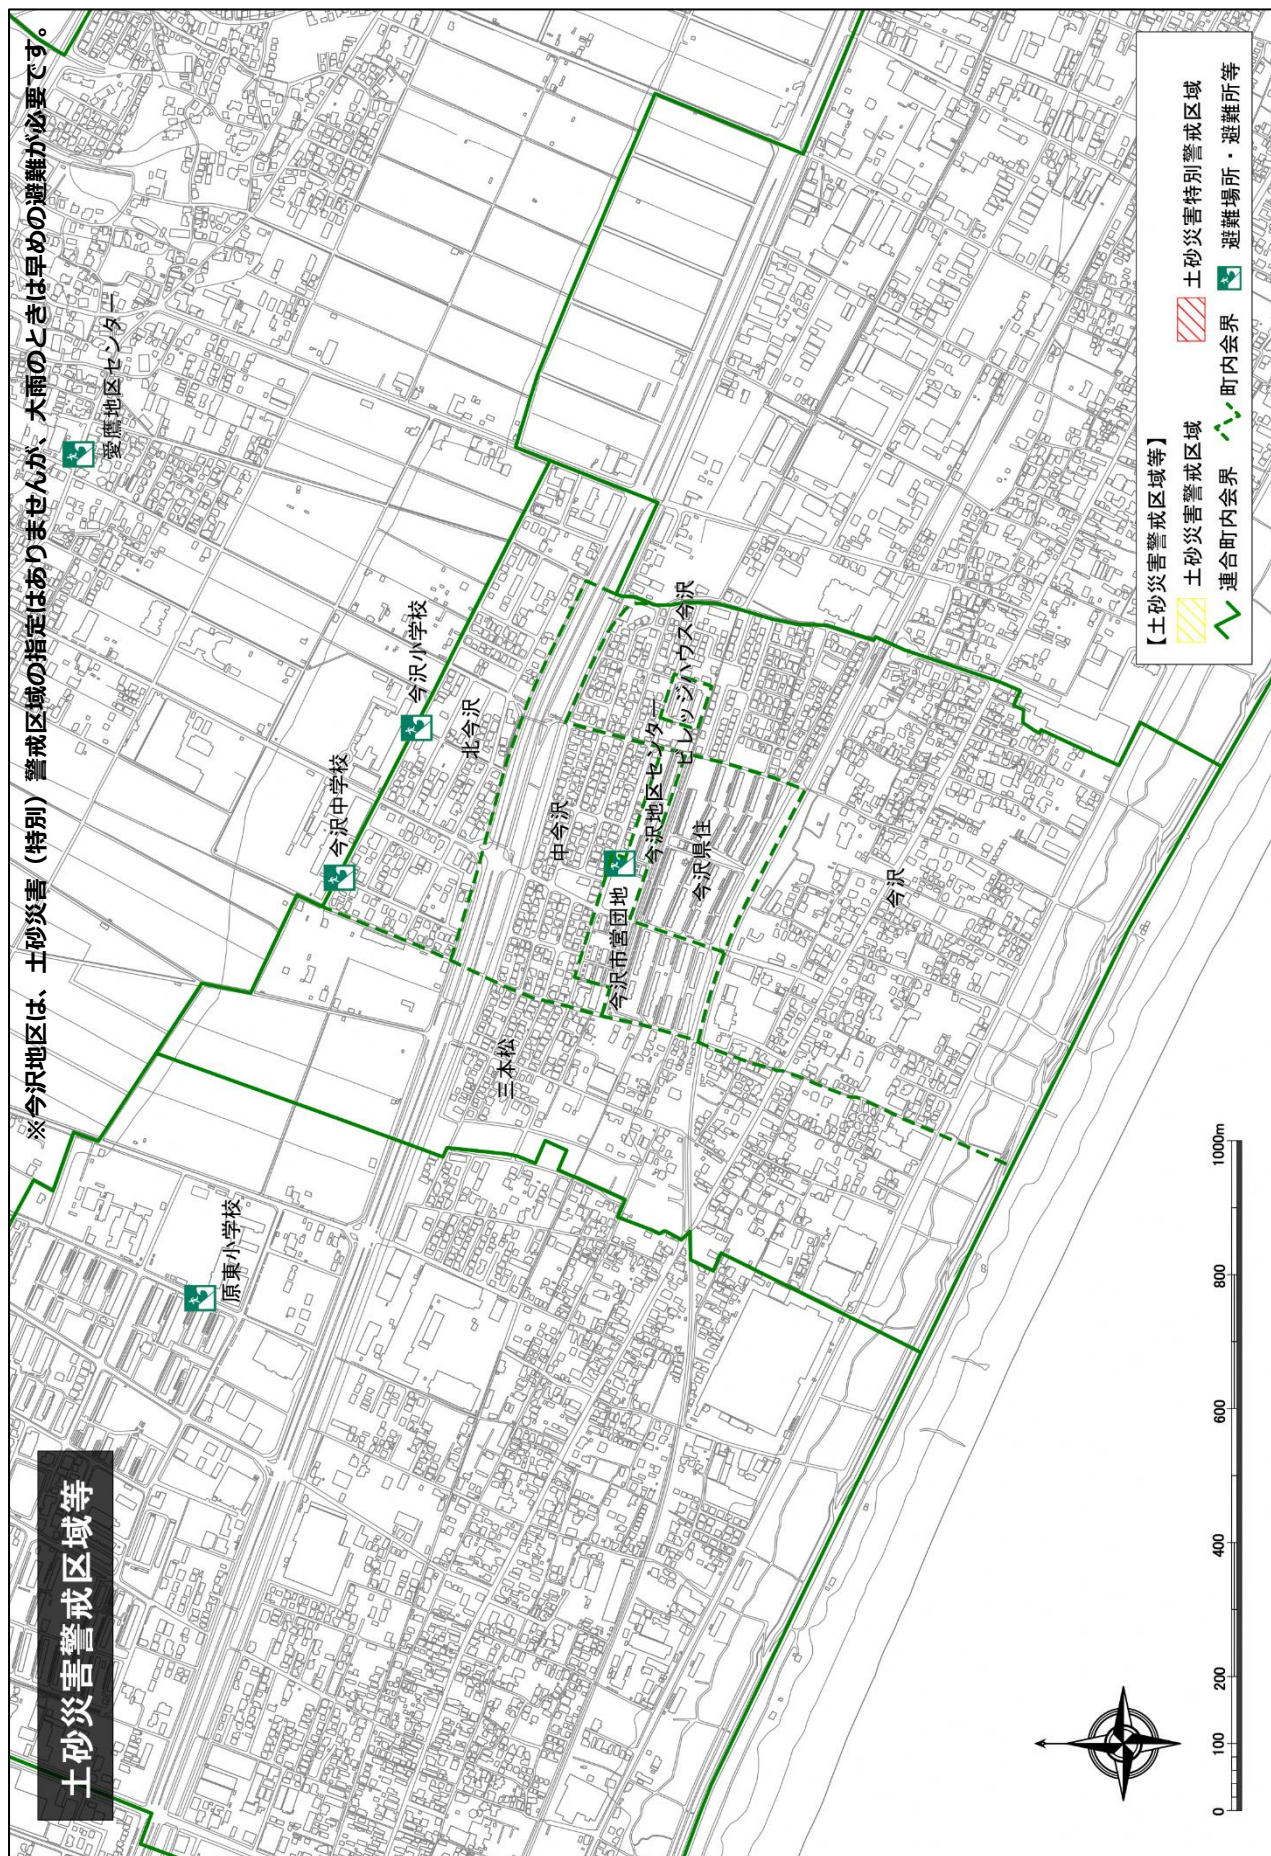 土砂災害警戒区域等
※今沢地区は、土砂災害（特別）警戒区域の指定はありませんが、大雨のときは早めの避難が必要です。
愛鷹地区センター
原東小学校
今沢中学校
今沢小学校
北今沢
三本松
中今沢
今沢市営団地
今沢地区センター
ビレッジハウス今沢
今沢県住
今沢
【土砂災害警戒区域等】
土砂災害警戒区域
土砂災害特別警戒区域
連合町内会界
町内会界
避難場所・避難所等
0 100 200 400 600 800 1000m